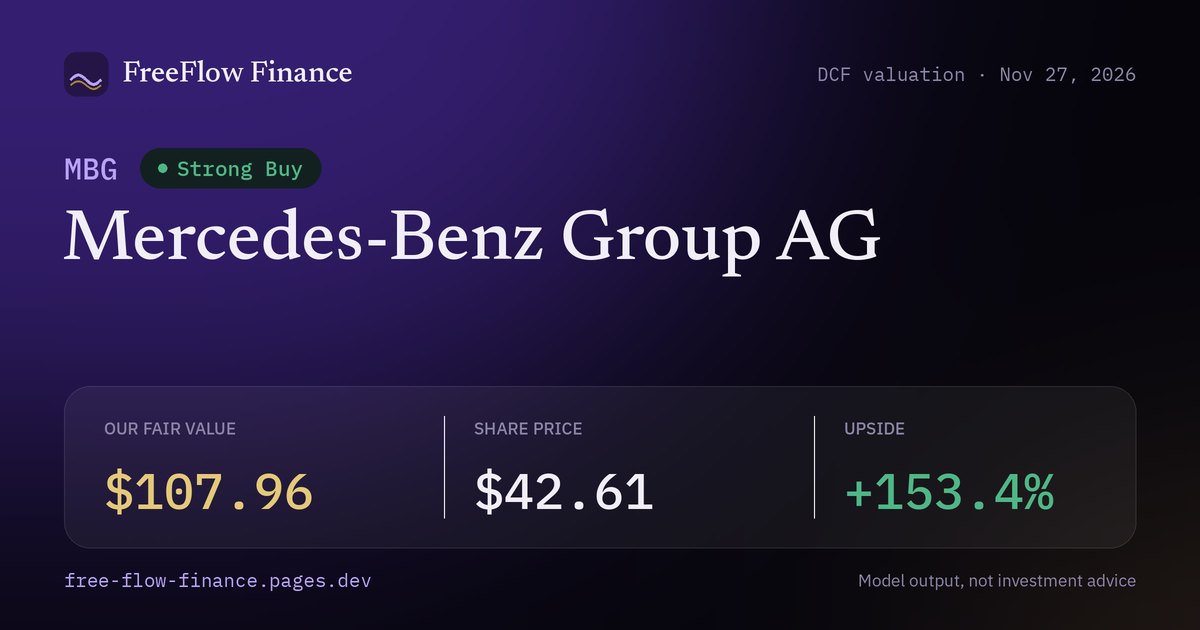 FreeFlow Finance
DCF valuation · Nov 27, 2026
MBG
Strong Buy
Mercedes-Benz Group AG
OUR FAIR VALUE
$107.96
SHARE PRICE
$42.61
UPSIDE
+153.4%
free-flow-finance.pages.dev
Model output, not investment advice